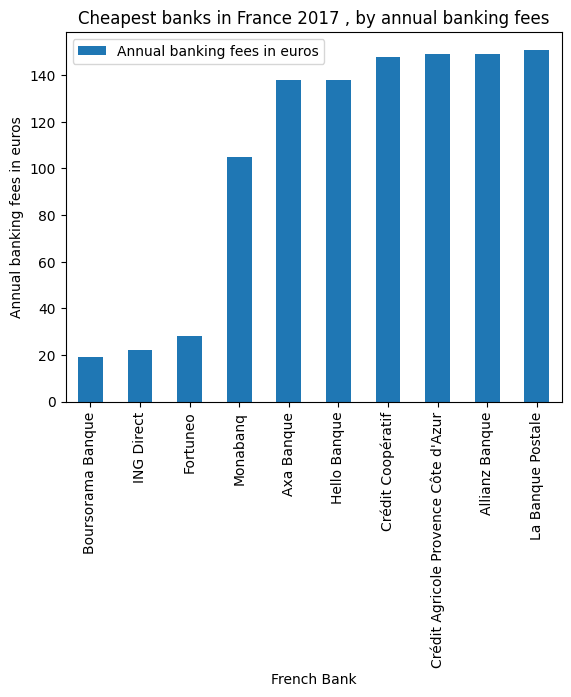 Cheapest banks in France 2017 , by annual banking fees
Annual banking fees in euros
Annual banking fees in euros
140
120
100
80
60
40
20
0
Boursorama Banque
ING Direct
Fortuneo
Monabanq
Axa Banque
Hello Banque
Crédit Coopératif
Crédit Agricole Provence Côte d'Azur
Allianz Banque
La Banque Postale
French Bank